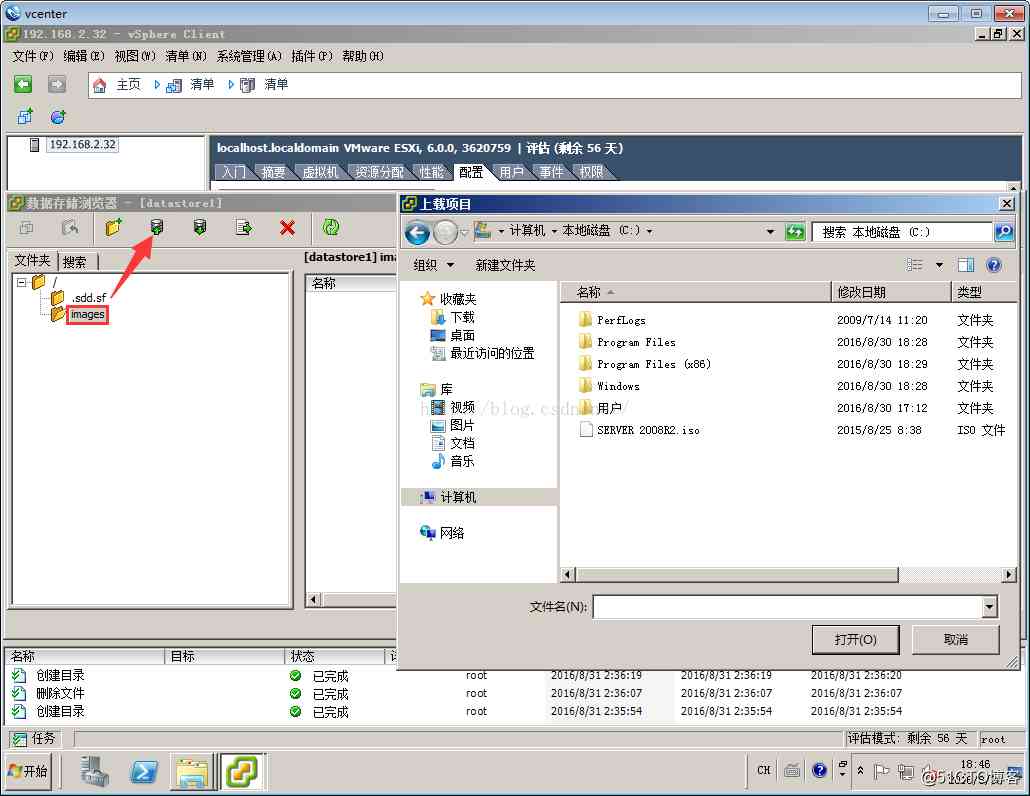 vcenter
192.168.2.32 - vSphere Client
文件(F) 编辑(E) 视图(V) 清单(N) 系统管理(A) 插件(P) 帮助(H)
主页 清单 清单
192.168.2.32
localhost.localdomain VMware ESXi, 6.0.0, 3620759 | 评估 (剩余 56 天)
入门 摘要 虚拟机 资源分配 性能 配置 用户 事件 权限
数据存储浏览器 - [datastore1]
文件夹 搜索
/
.sdd.sf
images
[datastore1] ima
名称
上载项目
计算机 本地磁盘 (C:)
搜索 本地磁盘 (C:)
组织 新建文件夹
收藏夹
下载
桌面
最近访问的位置
库
视频
图片
文档
音乐
计算机
网络
名称 修改日期 类型
PerfLogs 2009/7/14 11:20 文件夹
Program Files 2016/8/30 18:28 文件夹
Program Files (x86) 2016/8/30 18:29 文件夹
Windows 2016/8/30 18:28 文件夹
用户 2016/8/30 17:12 文件夹
SERVER 2008R2.iso 2015/8/25 8:38 ISO 文件
文件名(N):
打开(O) 取消
名称 目标 状态
创建目录 已完成 root 2016/8/31 2:36:19 2016/8/31 2:36:19 2016/8/31 2:36:20
删除文件 已完成 root 2016/8/31 2:36:07 2016/8/31 2:36:07 2016/8/31 2:36:07
创建目录 已完成 root 2016/8/31 2:35:54 2016/8/31 2:35:54 2016/8/31 2:35:54
任务 评估模式: 剩余 56 天 root
开始 CH 18:46
@51CTO博客